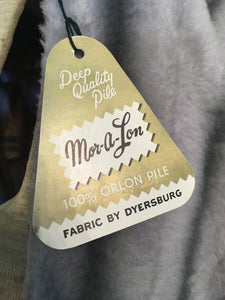 Deep
Quality
Pile
Mor-A-Lon
100% ORLON PILE
FABRIC BY DYERSBURG